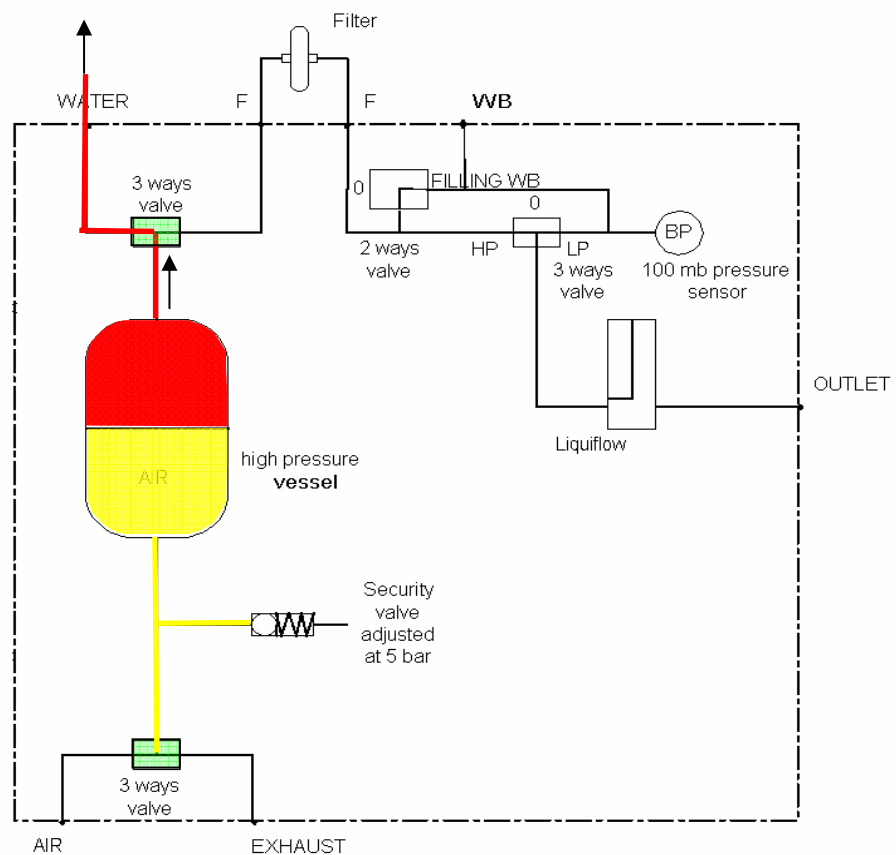 Filter
WATER
F
F
WB
3 ways
valve
0
FILLING WB
0
2 ways
valve
HP
LP
BP
3 ways
valve
100 mb pressure
sensor
OUTLET
Liquiflow
high pressure
vessel
AIR
Security
valve
adjusted
at 5 bar
3 ways
valve
AIR
EXHAUST